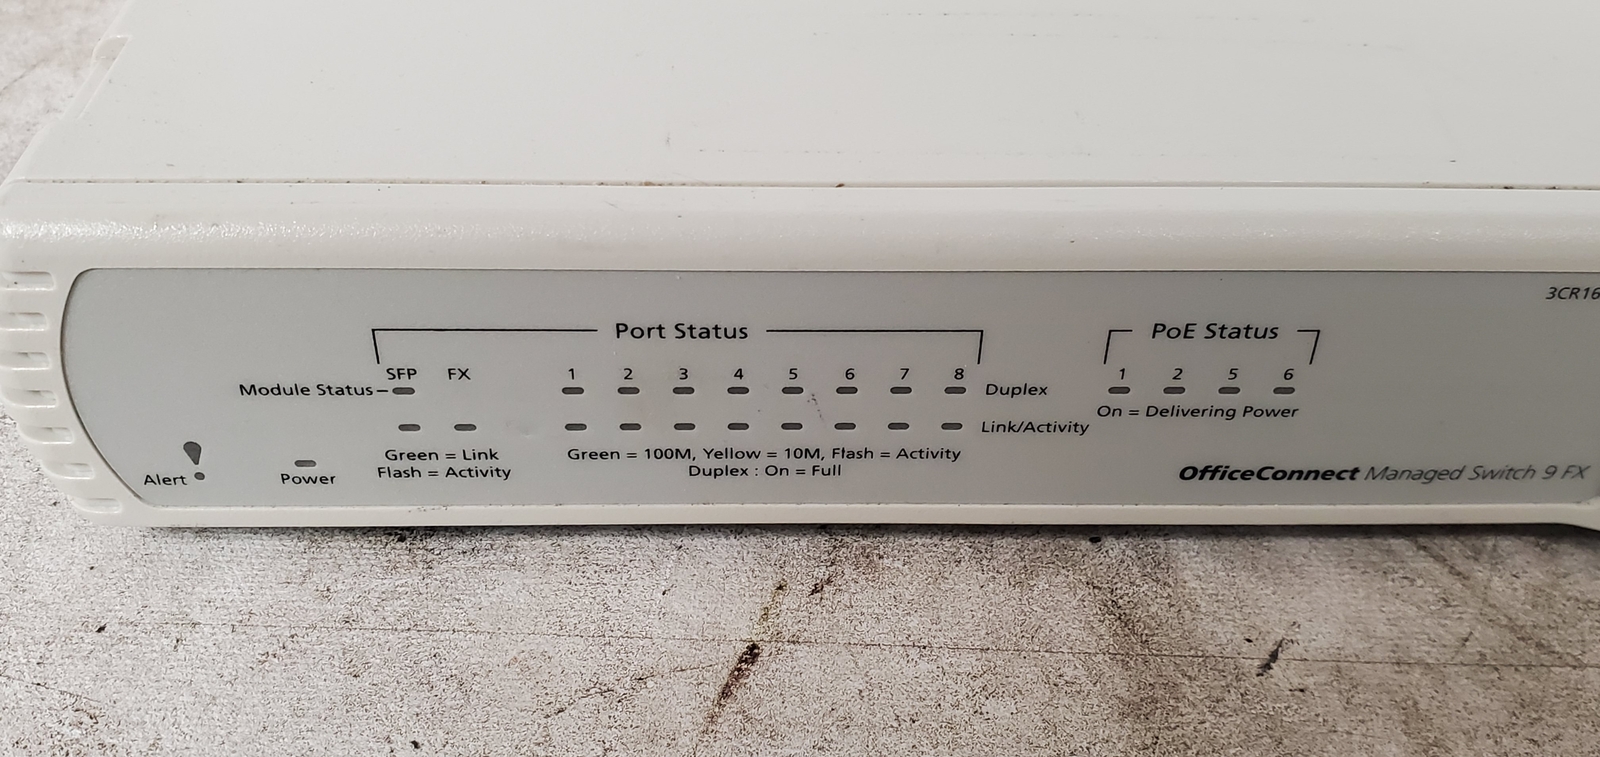 3CR16
Port Status
PoE Status
SFP FX 1 2 3 4 5 6 7 8
1 2 5 6
Module Status
Duplex
On = Delivering Power
Link/Activity
Green = Link
Flash = Activity
Green = 100M, Yellow = 10M, Flash = Activity
Duplex : On = Full
Alert
Power
OfficeConnect Managed Switch 9 FX